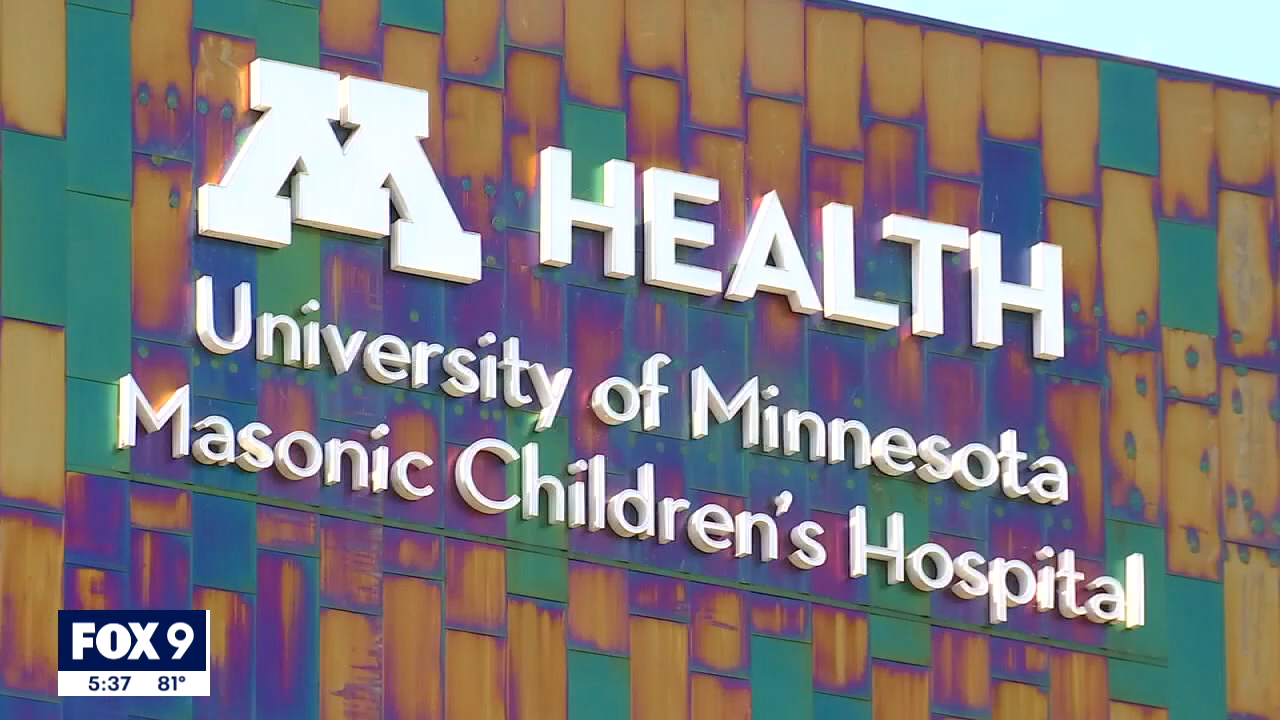 M HEALTH
University of Minnesota
Masonic Children's Hospital
FOX 9
5:37 81°